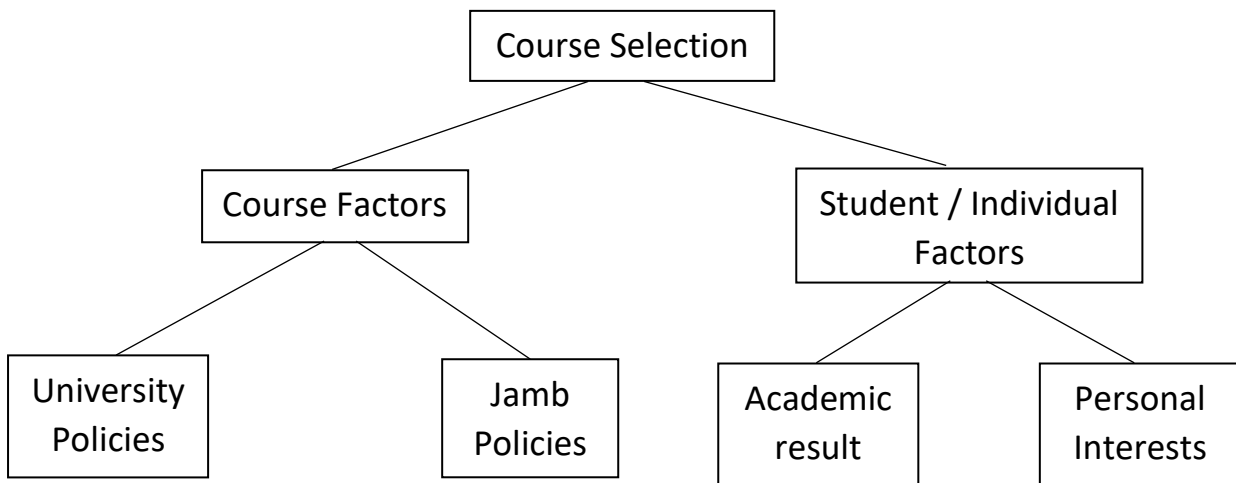 Course Selection
Course Factors
Student / Individual
Factors
University
Policies
Jamb
Policies
Academic
result
Personal
Interests